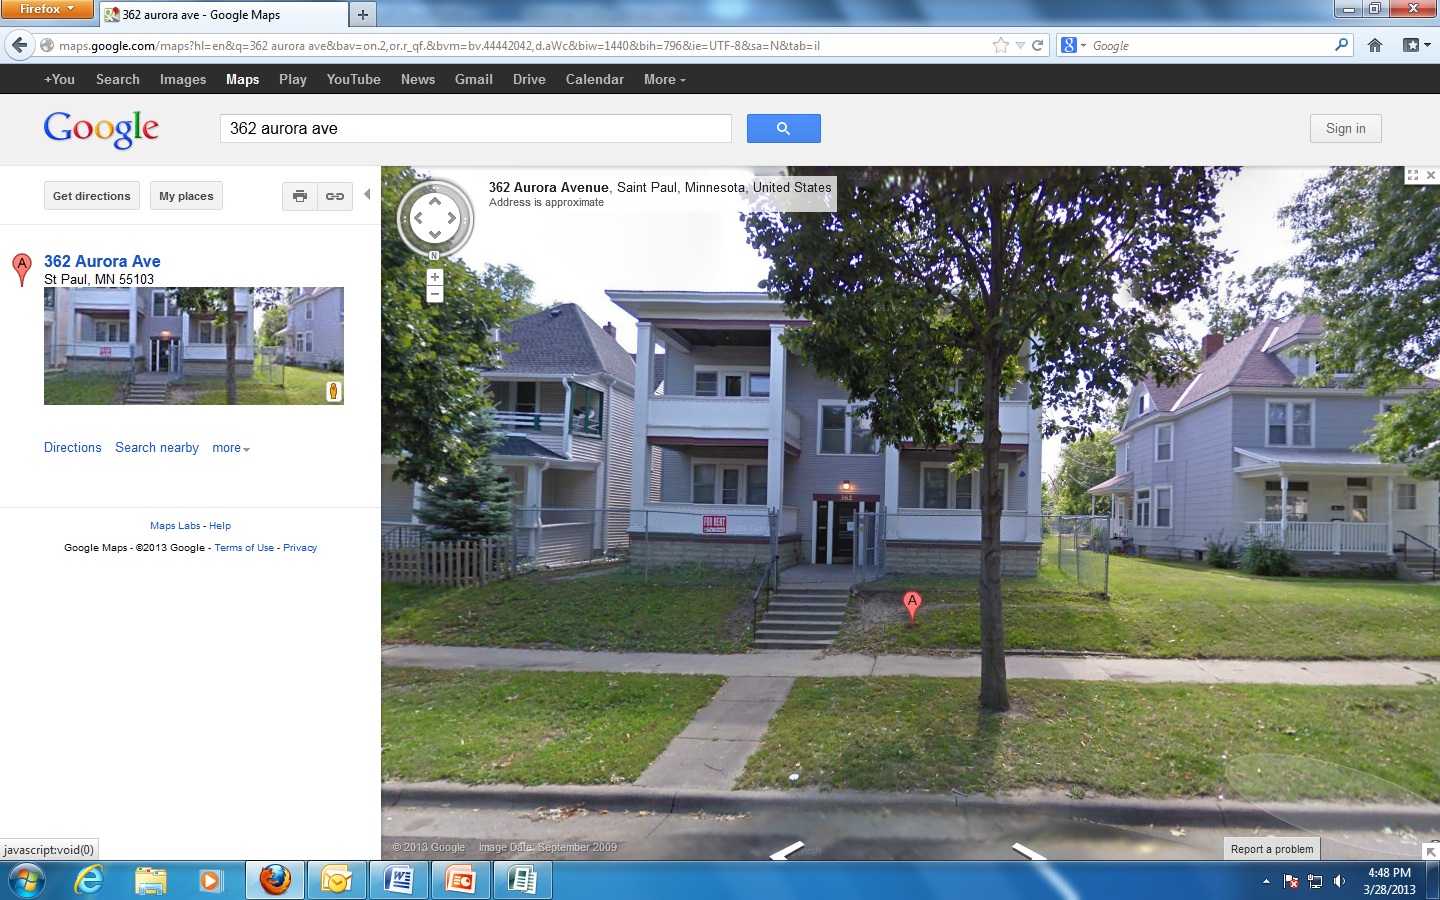 Firefox
362 aurora ave - Google Maps
maps.google.com/maps?hl=en&q=362 aurora ave&bav=on.2,or.r_qf.&bvm=bv.44442042,d.aWc&biw=1440&bih=796&ie=UTF-8&sa=N&tab=il
Google
+You Search Images Maps Play YouTube News Gmail Drive Calendar More
Google
362 aurora ave
Sign in
Get directions
My places
362 Aurora Avenue, Saint Paul, Minnesota, United States
Address is approximate
N
+
−
A
362 Aurora Ave
St Paul, MN 55103
Directions Search nearby more
Maps Labs - Help
Google Maps - ©2013 Google - Terms of Use - Privacy
362
FOR RENT
A
© 2013 Google Image Date: September 2009
Report a problem
javascript:void(0)
4:48 PM
3/28/2013